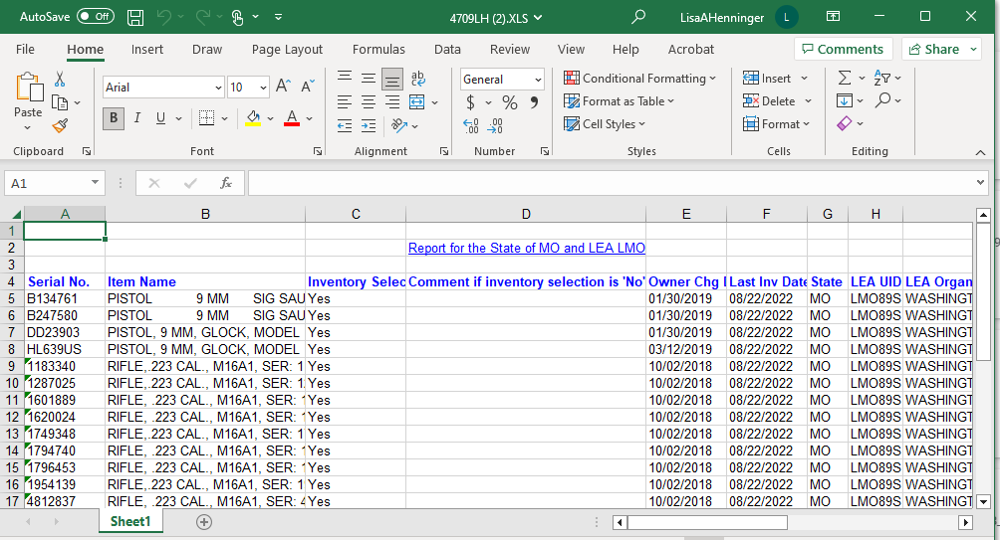 AutoSave Off 4709LH (2).XLS LisaAHenninger L
File Home Insert Draw Page Layout Formulas Data Review View Help Acrobat Comments Share
Paste Arial 10 A A ab General Conditional Formatting Insert Σ
B I U A $ % 9 Format as Table Delete
Cell Styles Format
Clipboard Font Alignment Number Styles Cells Editing
A1 fx
A B C D E F G H
1
2 Report for the State of MO and LEA LMO
3
4 Serial No. Item Name Inventory Selec Comment if inventory selection is 'No' Owner Chg Last Inv Date State LEA UID LEA Organ
5 B134761 PISTOL 9 MM SIG SAU Yes 01/30/2019 08/22/2022 MO LMO89S WASHINGT
6 B247580 PISTOL 9 MM SIG SAU Yes 01/30/2019 08/22/2022 MO LMO89S WASHINGT
7 DD23903 PISTOL, 9 MM, GLOCK, MODEL Yes 01/30/2019 08/22/2022 MO LMO89S WASHINGT
8 HL639US PISTOL, 9 MM, GLOCK, MODEL Yes 03/12/2019 08/22/2022 MO LMO89S WASHINGT
9 1183340 RIFLE,.223 CAL., M16A1, SER: 1 Yes 10/02/2018 08/22/2022 MO LMO89S WASHINGT
10 1287025 RIFLE,.223 CAL., M16A1, SER: 1 Yes 10/02/2018 08/22/2022 MO LMO89S WASHINGT
11 1601889 RIFLE, .223 CAL., M16A1, SER: 1 Yes 10/02/2018 08/22/2022 MO LMO89S WASHINGT
12 1620024 RIFLE, .223 CAL., M16A1, SER: 1 Yes 10/02/2018 08/22/2022 MO LMO89S WASHINGT
13 1749348 RIFLE,.223 CAL., M16A1, SER: 1 Yes 10/02/2018 08/22/2022 MO LMO89S WASHINGT
14 1794740 RIFLE, .223 CAL., M16A1, SER: 1 Yes 10/02/2018 08/22/2022 MO LMO89S WASHINGT
15 1796453 RIFLE, .223 CAL., M16A1, SER: 1 Yes 10/02/2018 08/22/2022 MO LMO89S WASHINGT
16 1954139 RIFLE,.223 CAL., M16A1, SER: 1 Yes 10/02/2018 08/22/2022 MO LMO89S WASHINGT
17 4812837 RIFLE, .223 CAL., M16A1, SER: 4 Yes 10/02/2018 08/22/2022 MO LMO89S WASHINGT
Sheet1